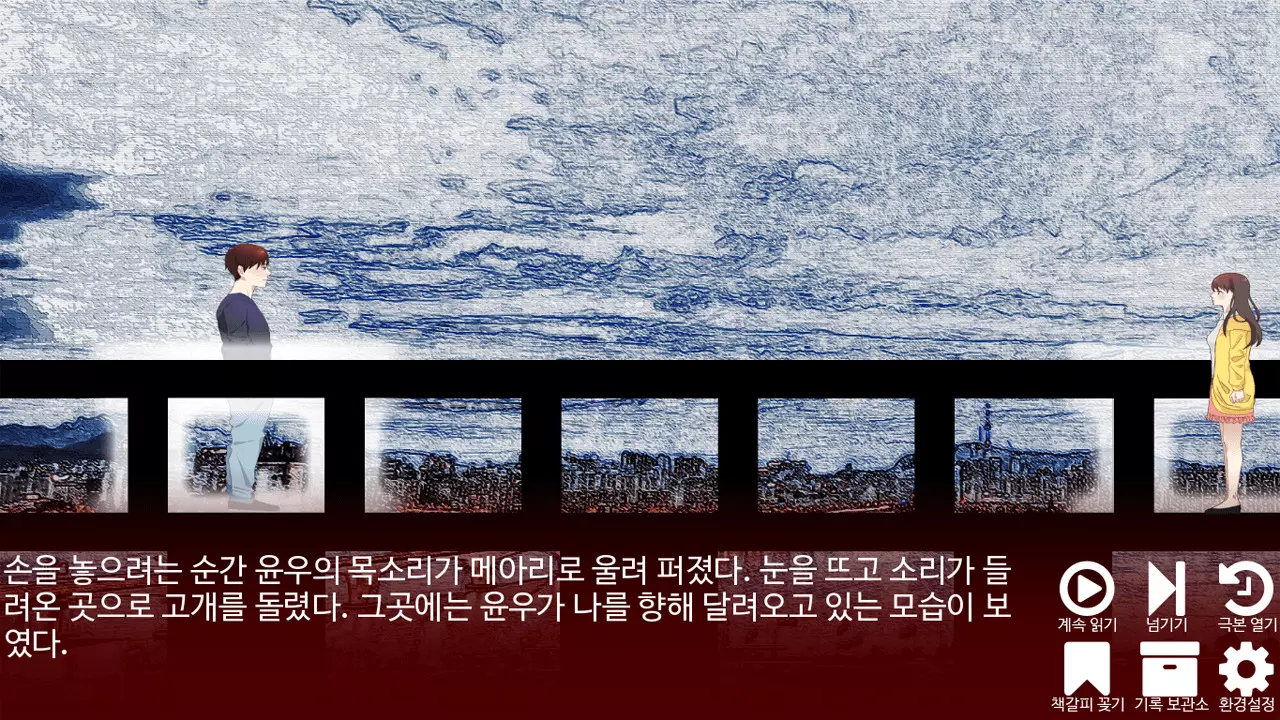 손을 놓으려는 순간 윤우의 목소리가 메아리로 울려 퍼졌다. 눈을 뜨고 소리가 들
려온 곳으로 고개를 돌렸다. 그곳에는 윤우가 나를 향해 달려오고 있는 모습이 보
였다.
계속 읽기 넘기기 극본 열기
책갈피 꽂기 기록 보관소 환경설정